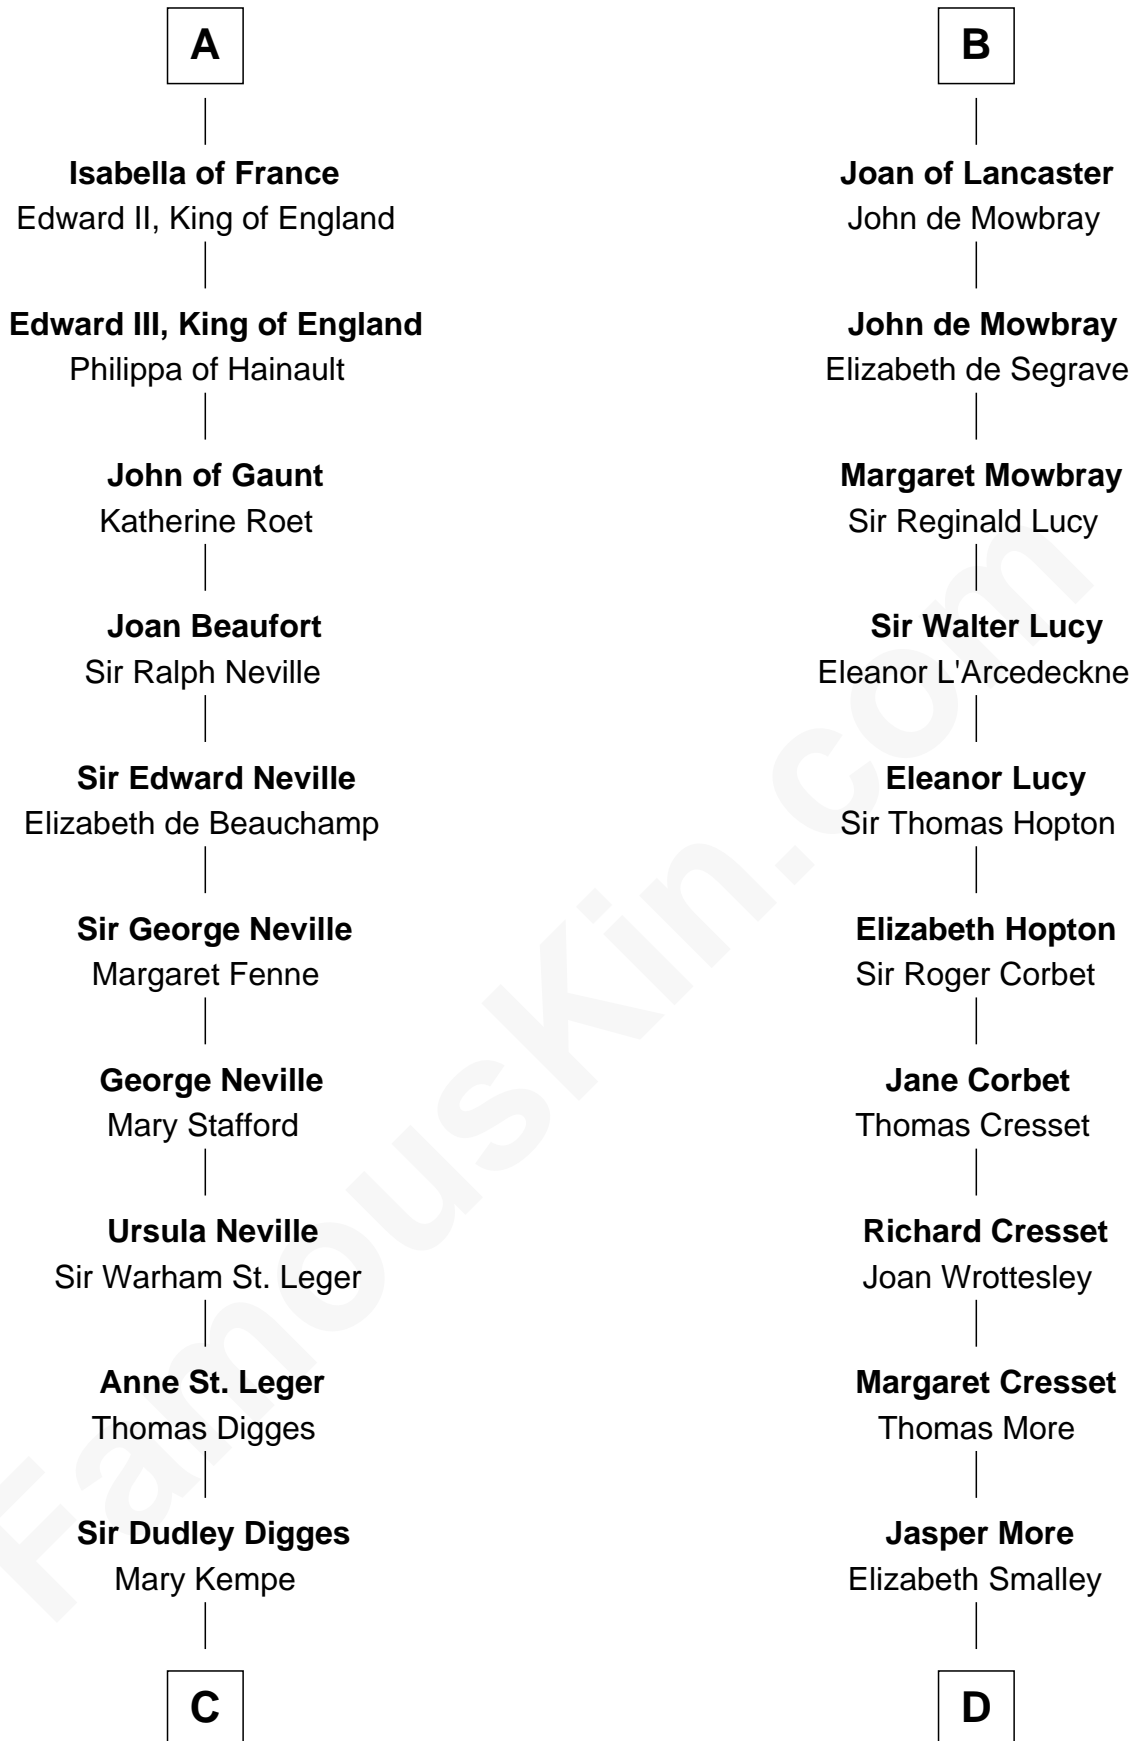 A
Isabella of France
Edward II, King of England
Edward III, King of England
Philippa of Hainault
John of Gaunt
Katherine Roet
Joan Beaufort
Sir Ralph Neville
Sir Edward Neville
Elizabeth de Beauchamp
Sir George Neville
Margaret Fenne
George Neville
Mary Stafford
Ursula Neville
Sir Warham St. Leger
Anne St. Leger
Thomas Digges
Sir Dudley Digges
Mary Kempe
C
B
Joan of Lancaster
John de Mowbray
John de Mowbray
Elizabeth de Segrave
Margaret Mowbray
Sir Reginald Lucy
Sir Walter Lucy
Eleanor L'Arcedeckne
Eleanor Lucy
Sir Thomas Hopton
Elizabeth Hopton
Sir Roger Corbet
Jane Corbet
Thomas Cresset
Richard Cresset
Joan Wrottesley
Margaret Cresset
Thomas More
Jasper More
Elizabeth Smalley
D
FamousKin.com